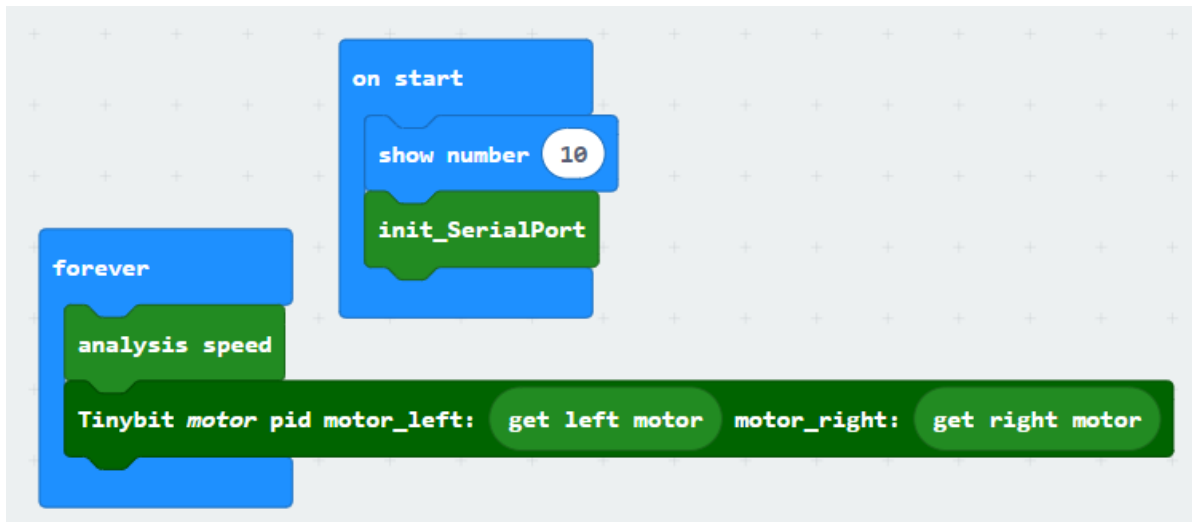 on start
show number 10
init_SerialPort
forever
analysis speed
Tinybit motor pid motor_left: get left motor motor_right: get right motor